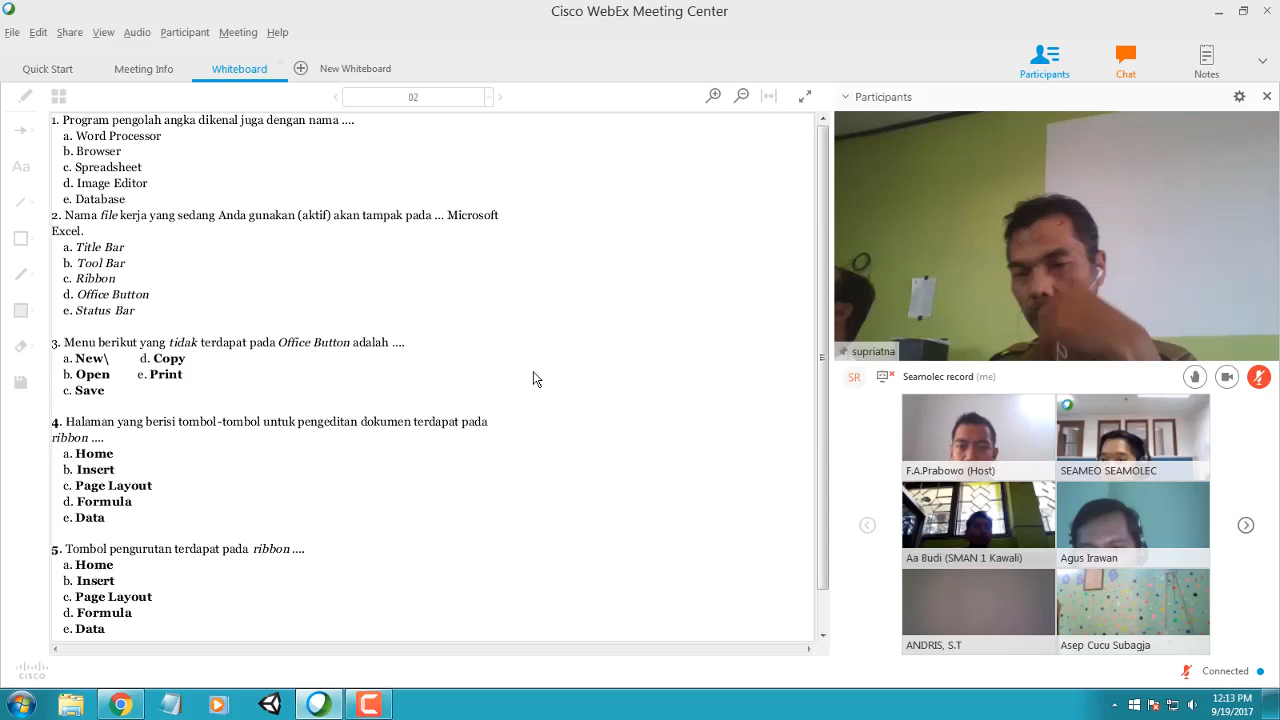 Cisco WebEx Meeting Center
File Edit Share View Audio Participant Meeting Help
Quick Start Meeting Info Whiteboard New Whiteboard
Participants Chat Notes
02
Participants
1. Program pengolah angka dikenal juga dengan nama ....
a. Word Processor
b. Browser
c. Spreadsheet
d. Image Editor
e. Database
2. Nama file kerja yang sedang Anda gunakan (aktif) akan tampak pada ... Microsoft
Excel.
a. Title Bar
b. Tool Bar
c. Ribbon
d. Office Button
e. Status Bar
3. Menu berikut yang tidak terdapat pada Office Button adalah ....
a. New\ d. Copy
b. Open e. Print
c. Save
4. Halaman yang berisi tombol-tombol untuk pengeditan dokumen terdapat pada
ribbon ....
a. Home
b. Insert
c. Page Layout
d. Formula
e. Data
5. Tombol pengurutan terdapat pada ribbon ....
a. Home
b. Insert
c. Page Layout
d. Formula
e. Data
Aa
cisco
supriatna
SR Seamolec record (me)
F.A.Prabowo (Host) SEAMEO SEAMOLEC
Aa Budi (SMAN 1 Kawali) Agus Irawan
ANDRIS, S.T Asep Cucu Subagja
Connected
12:13 PM
9/19/2017